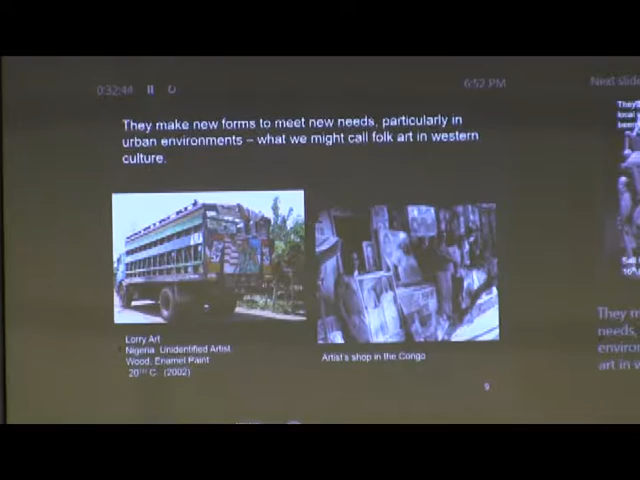 0:32:44
6:52 PM
Next slide
They make new forms to meet new needs, particularly in
urban environments – what we might call folk art in western
culture.
Lorry Art
Nigeria. Unidentified Artist
Wood, Enamel Paint
20TH C. (2002)
Artist's shop in the Congo
9
local
They m
needs,
environ
art in w